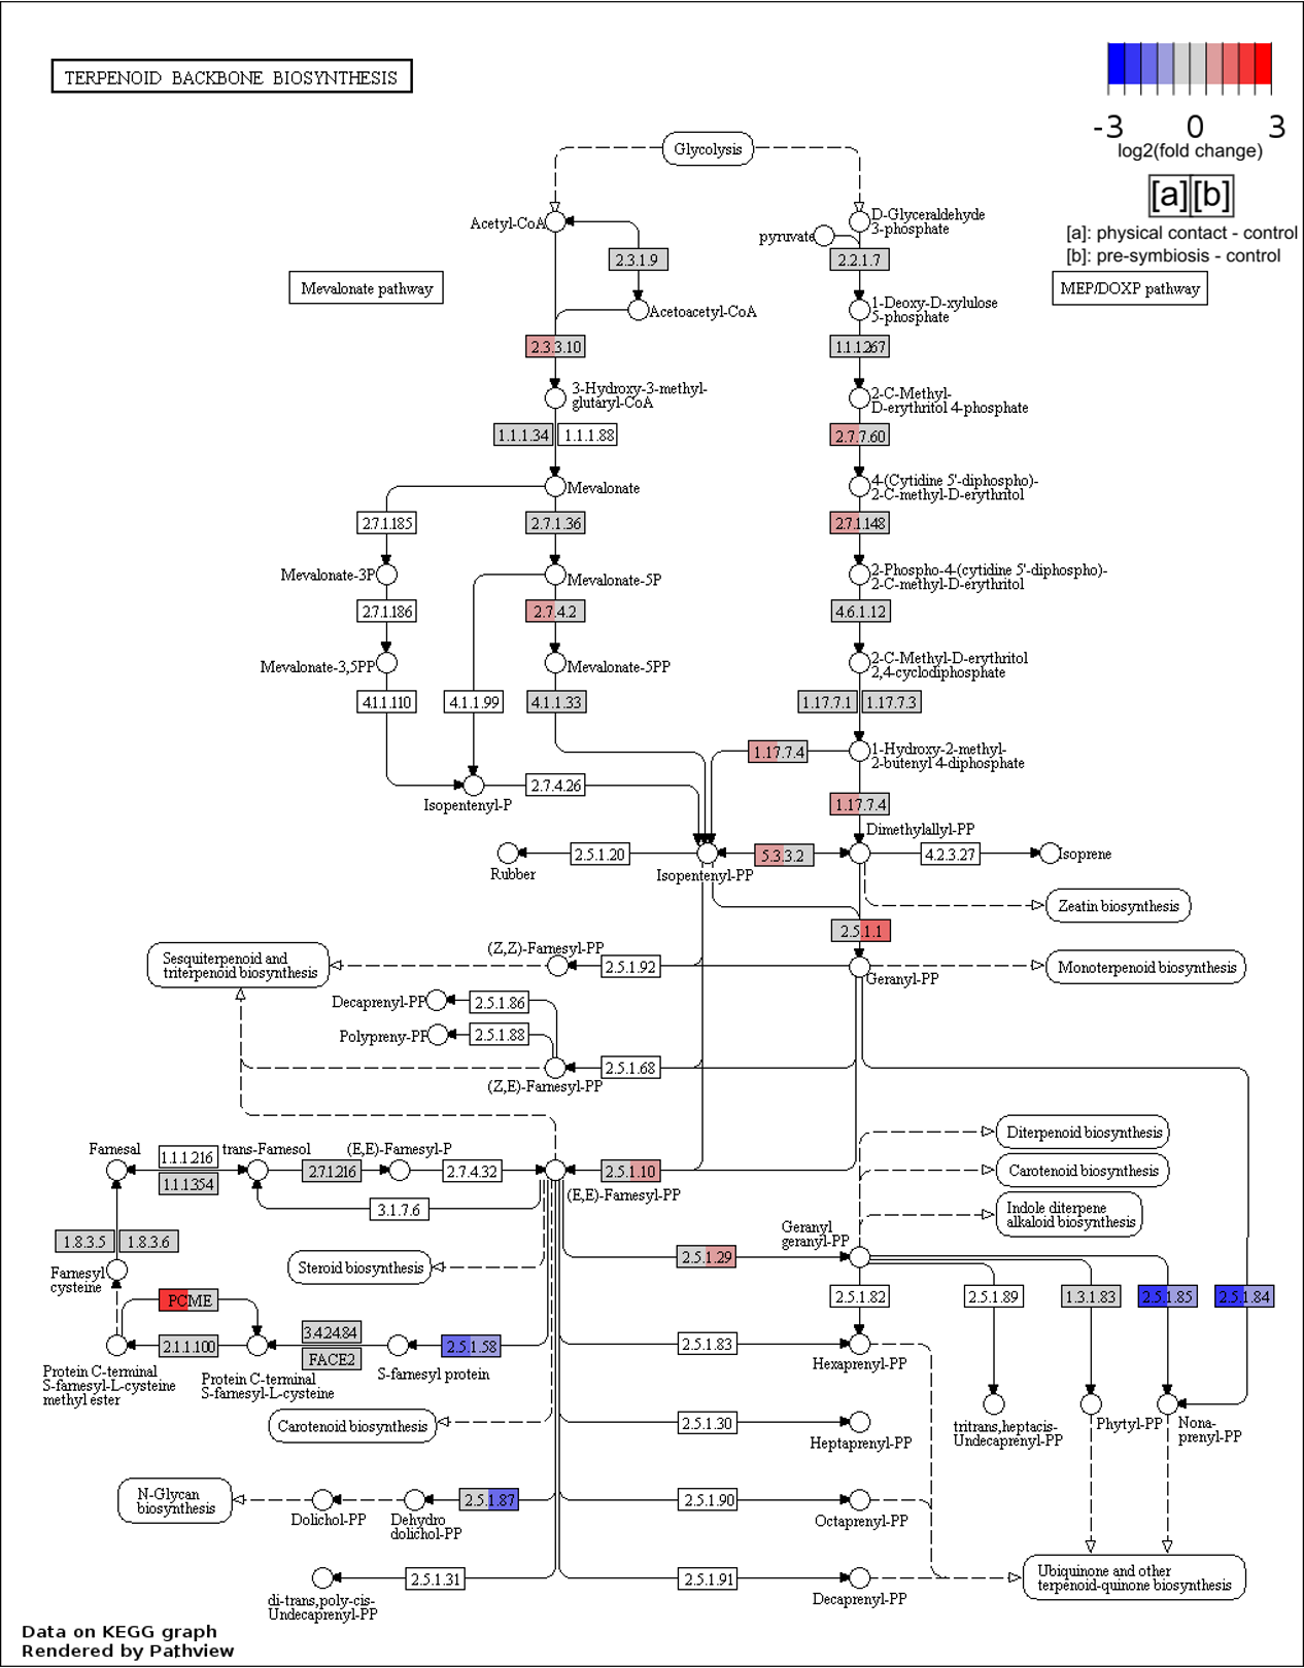 TERPENOID BACKBONE BIOSYNTHESIS
-3 0 3
log2(fold change)
[a][b]
[a]: physical contact - control
[b]: pre-symbiosis - control
Glycolysis
Acetyl-CoA
D-Glyceraldehyde
3-phosphate
pyruvate
2.3.1.9
2.2.1.7
Mevalonate pathway
MEP/DOXP pathway
Acetoacetyl-CoA
1-Deoxy-D-xylulose
5-phosphate
2.3.3.10
1.1.1267
3-Hydroxy-3-methyl-
glutaryl-CoA
2-C-Methyl-
D-erythritol 4-phosphate
1.1.1.34
1.1.1.88
2.7.7.60
Mevalonate
4-(Cytidine 5'-diphospho)-
2-C-methyl-D-erythritol
2.7.1.185
2.7.1.36
2.7.1.148
Mevalonate-3P
Mevalonate-5P
2-Phospho-4-(cytidine 5'-diphospho)-
2-C-methyl-D-erythritol
2.7.1.186
2.7.4.2
4.6.1.12
Mevalonate-3,5PP
Mevalonate-5PP
2-C-Methyl-D-erythritol
2,4-cyclodiphosphate
4.1.1.110
4.1.1.99
4.1.1.33
1.17.7.1
1.17.7.3
1.17.7.4
1-Hydroxy-2-methyl-
2-butenyl 4-diphosphate
2.7.4.26
Isopentenyl-P
1.17.7.4
Dimethylallyl-PP
2.5.1.20
5.3.3.2
4.2.3.27
Isoprene
Rubber
Isopentenyl-PP
Zeatin biosynthesis
2.5.1.1
(Z,Z)-Farnesyl-PP
Sesquiterpenoid and
triterpenoid biosynthesis
2.5.1.92
Geranyl-PP
Monoterpenoid biosynthesis
Decaprenyl-PP
2.5.1.86
Polypreny-PP
2.5.1.88
2.5.1.68
(Z,E)-Farnesyl-PP
Diterpenoid biosynthesis
Farnesal
1.1.1.216
trans-Farnesol
(E,E)-Farnesyl-P
1.1.1354
2.7.1.216
2.7.4.32
2.5.1.10
(E,E)-Farnesyl-PP
Carotenoid biosynthesis
3.1.7.6
Indole diterpene
alkaloid biosynthesis
Geranyl
geranyl-PP
1.8.3.5
1.8.3.6
2.5.1.29
Farnesyl
cysteine
Steroid biosynthesis
PCME
2.5.1.82
2.5.1.89
1.3.1.83
2.5.1.85
2.5.1.84
2.1.1.100
3.4.24.84
FACE2
2.5.1.58
2.5.1.83
Hexaprenyl-PP
Protein C-terminal
S-farnesyl-L-cysteine
methyl ester
Protein C-terminal
S-farnesyl-L-cysteine
S-farnesyl protein
Carotenoid biosynthesis
2.5.1.30
Heptaprenyl-PP
tritrans,heptacis-
Undecaprenyl-PP
Phytyl-PP
Nona-
prenyl-PP
N-Glycan
biosynthesis
Dolichol-PP
Dehydro
dolichol-PP
2.5.1.87
2.5.1.90
Octaprenyl-PP
2.5.1.31
2.5.1.91
Decaprenyl-PP
di-trans,poly-cis-
Undecaprenyl-PP
Ubiquinone and other
terpenoid-quinone biosynthesis
Data on KEGG graph
Rendered by Pathview